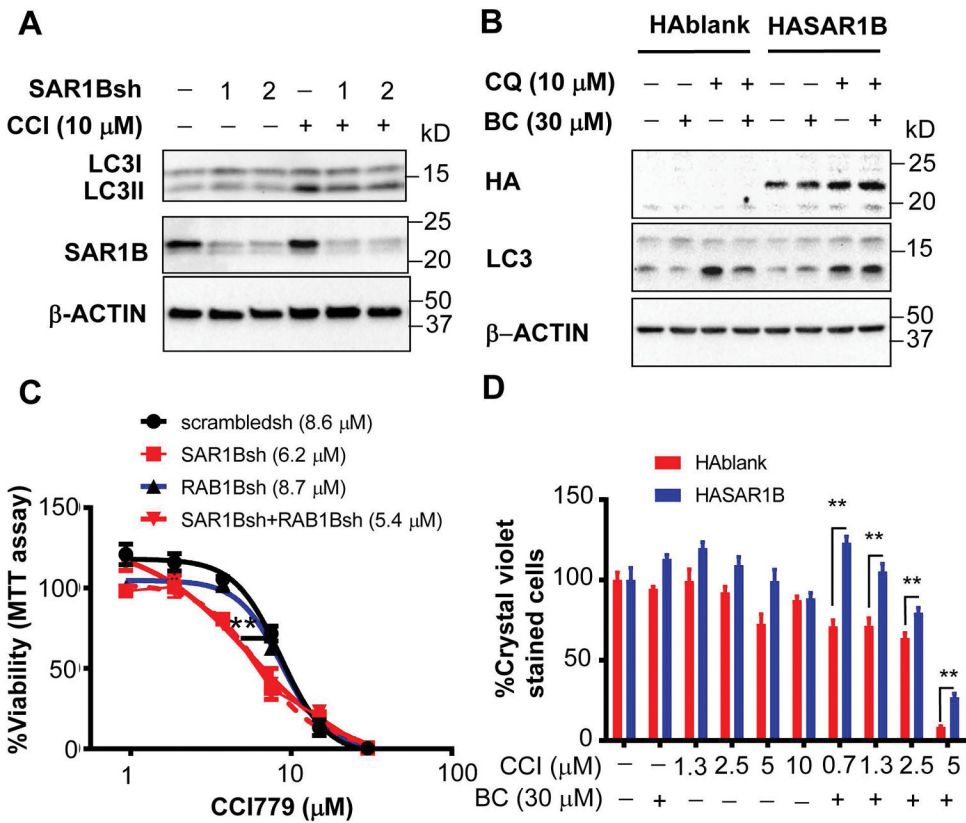 A
SAR1Bsh – 1 2 – 1 2
CCI (10 μM) – – – + + + kD
LC3I
LC3II
15
SAR1B
25
20
β-ACTIN
50
37
B
HAblank HASAR1B
CQ (10 μM) – – + + – – + +
BC (30 μM) – + – + – + – + kD
HA
25
20
LC3
15
β–ACTIN
50
37
C
scrambledsh (8.6 μM)
SAR1Bsh (6.2 μM)
RAB1Bsh (8.7 μM)
SAR1Bsh+RAB1Bsh (5.4 μM)
%Viability (MTT assay)
150
100
50
0
**
1 10 100
CCI779 (μM)
D
HAblank
HASAR1B
%Crystal violet
stained cells
150
100
50
0
**
**
**
**
CCI (μM) – – 1.3 2.5 5 10 0.7 1.3 2.5 5
BC (30 μM) – + – – – – + + + +